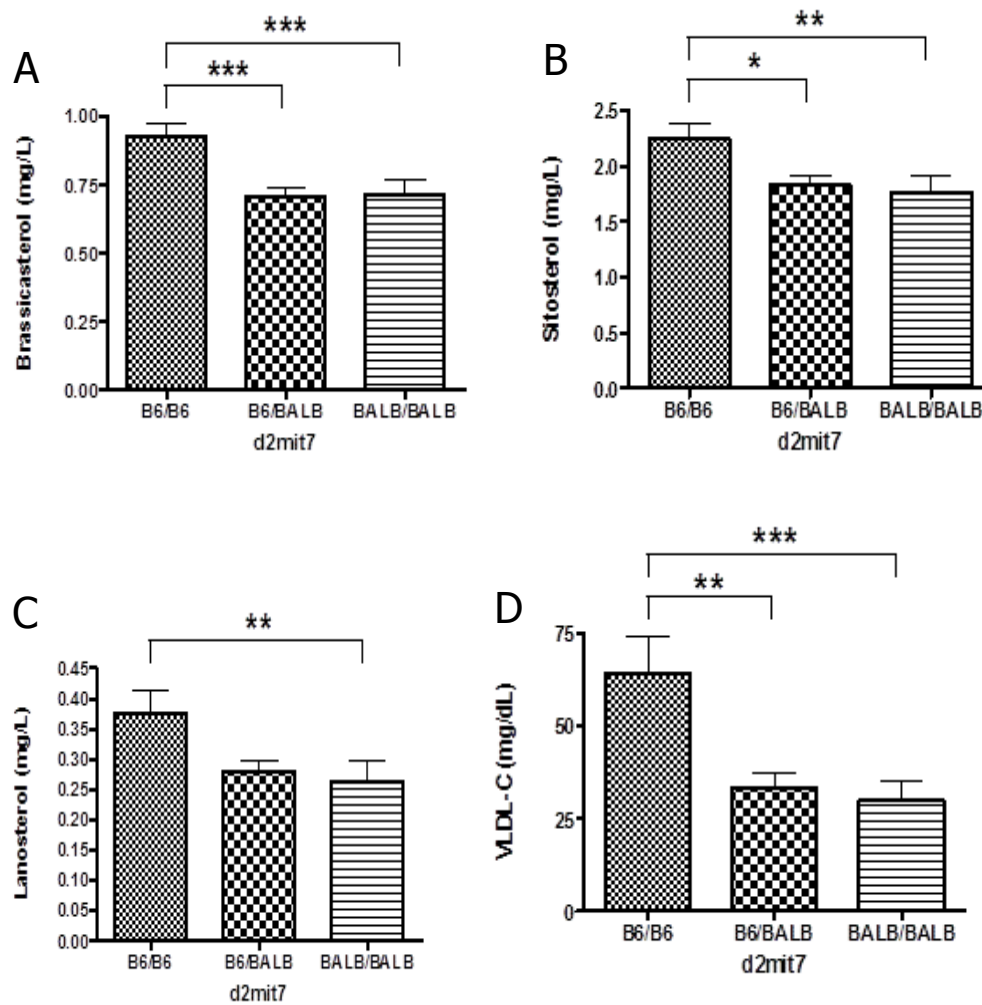 A
***
***
Brassicasterol (mg/L)
1.00
0.75
0.50
0.25
0.00
B6/B6 B6/BALB BALB/BALB
d2mit7
B
**
*
Sitosterol (mg/L)
2.5
2.0
1.5
1.0
0.5
0.0
B6/B6 B6/BALB BALB/BALB
d2mit7
C
**
Lanosterol (mg/L)
0.45
0.40
0.35
0.30
0.25
0.20
0.15
0.10
0.05
0.00
B6/B6 B6/BALB BALB/BALB
d2mit7
D
***
**
VLDL-C (mg/dL)
75
50
25
0
B6/B6 B6/BALB BALB/BALB
d2mit7